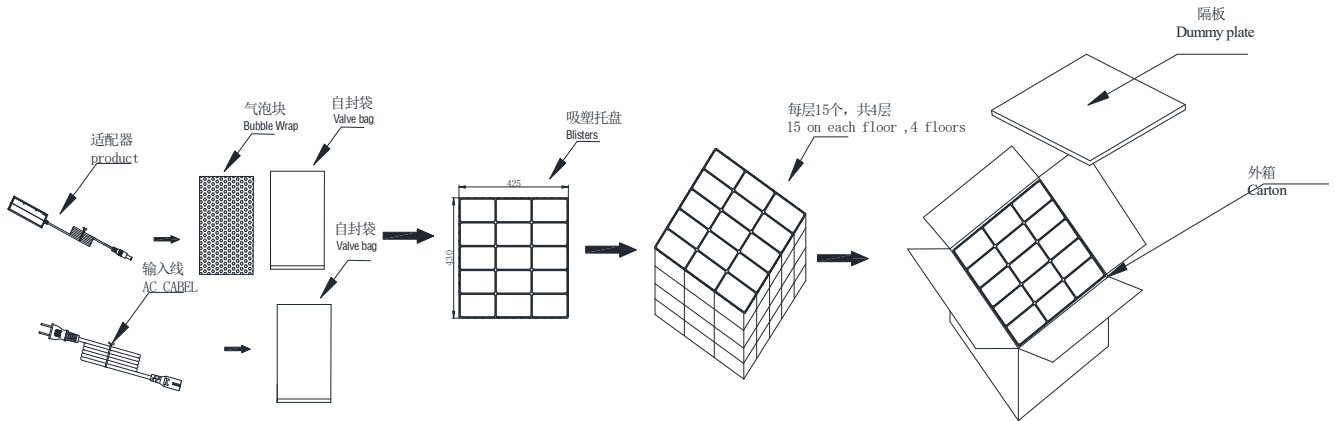 适配器
product
输入线
AC CABEL
气泡块
Bubble Wrap
自封袋
Valve bag
自封袋
Valve bag
吸塑托盘
Blisters
425
430
每层15个，共4层
15 on each floor ,4 floors
隔板
Dummy plate
外箱
Carton